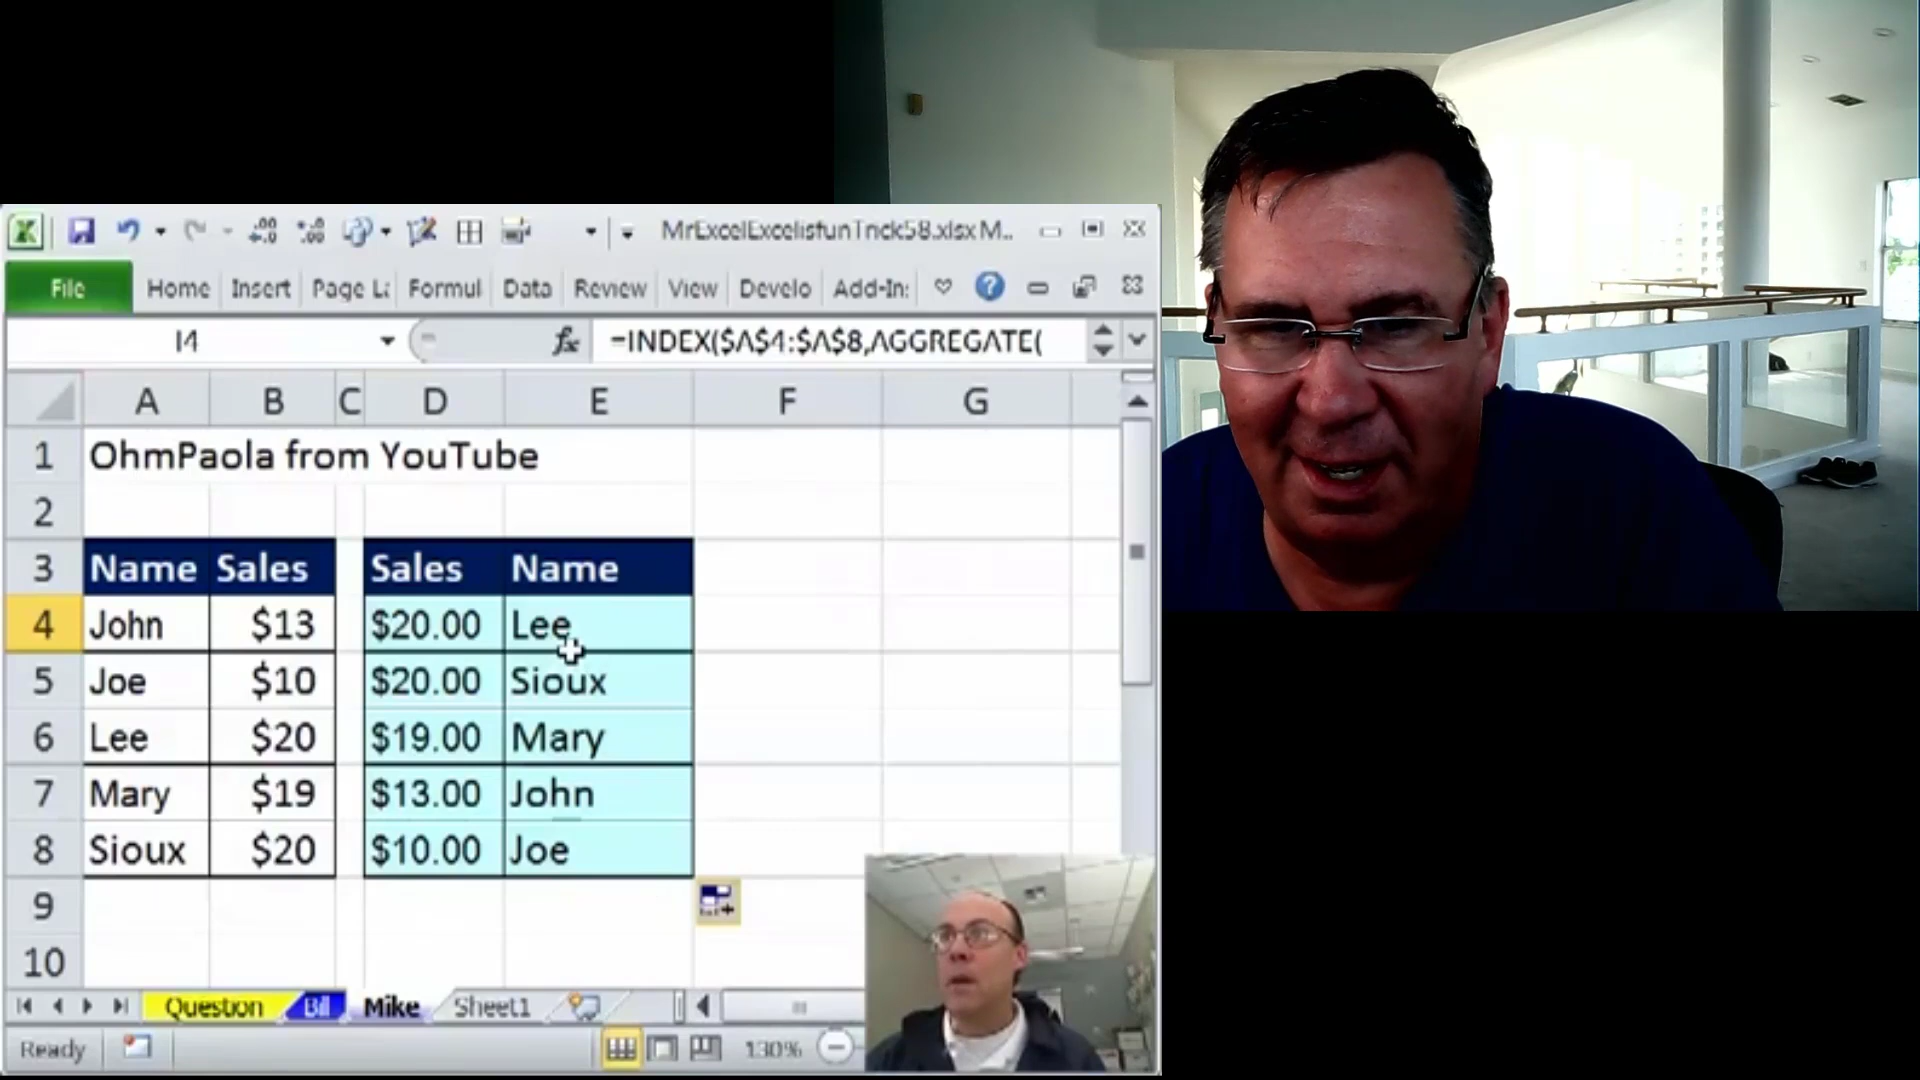 MrExcelExcelisfunTrick58.xlsx M..
File Home Insert Page La Formul Data Review View Develo Add-In:
I4 fx =INDEX($A$4:$A$8,AGGREGATE(
A B C D E F G
1 OhmPaola from YouTube
2
3 Name Sales Sales Name
4 John $13 $20.00 Lee
5 Joe $10 $20.00 Sioux
6 Lee $20 $19.00 Mary
7 Mary $19 $13.00 John
8 Sioux $20 $10.00 Joe
9
10
Question Bill Mike Sheet1
Ready 130%